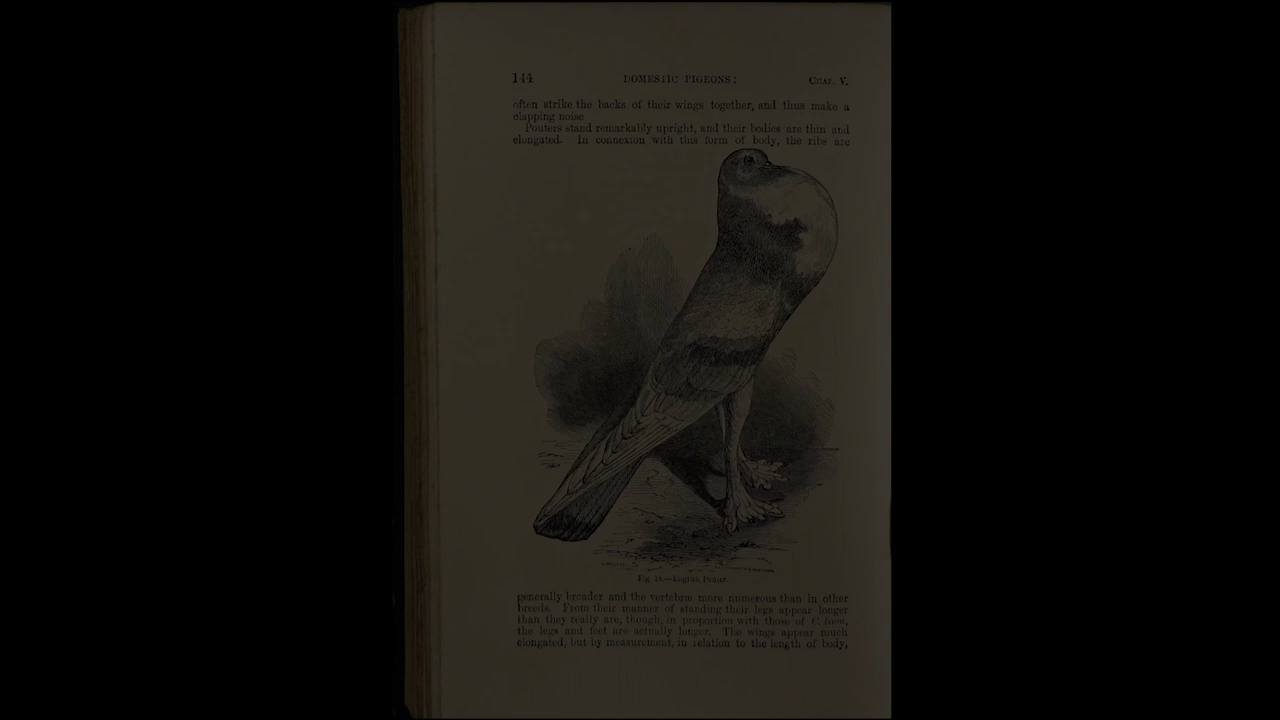 144 DOMESTIC PIGEONS: CHAP. V.
often strike the backs of their wings together, and thus make a
clapping noise
Pouters stand remarkably upright, and their bodies are thin and
elongated. In connexion with this form of body, the ribs are
Fig 18.—English Pouter.
generally broader and the vertebræ more numerous than in other
breeds. From their manner of standing their legs appear longer
than they really are, though, in proportion with those of C. livia,
the legs and feet are actually longer. The wings appear much
elongated, but by measurement, in relation to the length of body,